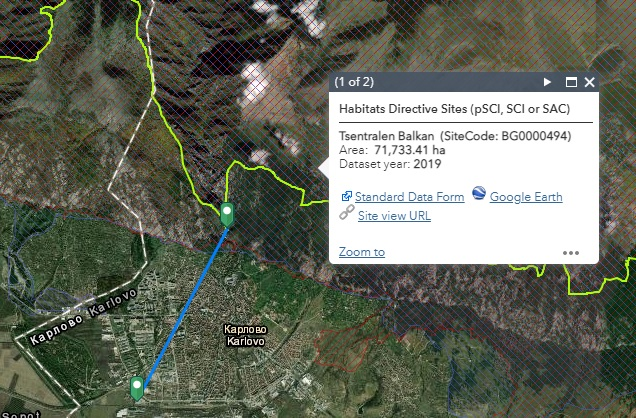 (1 of 2)
Habitats Directive Sites (pSCI, SCI or SAC)
Tsentralen Balkan (SiteCode: BG0000494)
Area: 71,733.41 ha
Dataset year: 2019
Standard Data Form Google Earth
Site view URL
Zoom to
Карлово Karlovo
Карлово
Karlovo
Sopot